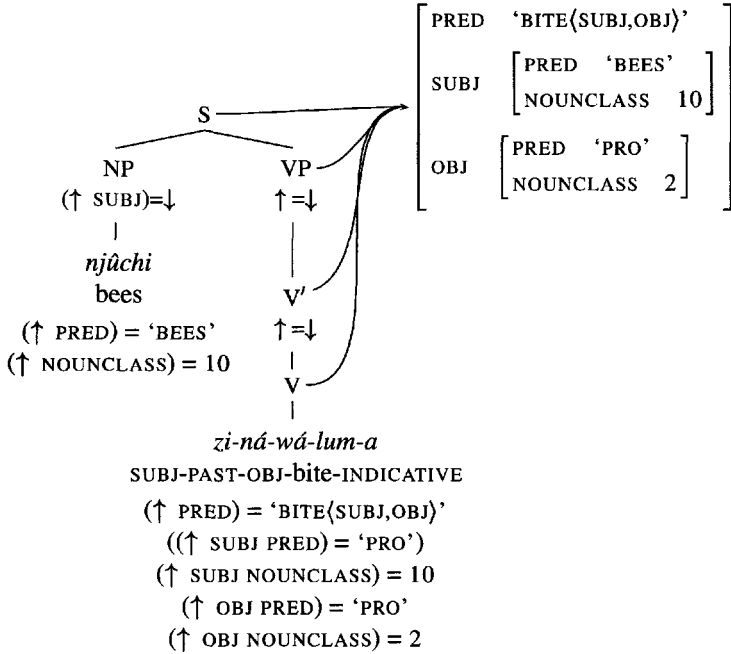 PRED ‘BITE⟨SUBJ,OBJ⟩’
SUBJ [PRED ‘BEES’
NOUNCLASS 10]
OBJ [PRED ‘PRO’
NOUNCLASS 2]
S
NP VP
(↑ SUBJ)=↓ ↑=↓
njûchi
bees
V′
(↑ PRED) = ‘BEES’ ↑=↓
(↑ NOUNCLASS) = 10
V
zi-ná-wá-lum-a
SUBJ-PAST-OBJ-bite-INDICATIVE
(↑ PRED) = ‘BITE⟨SUBJ,OBJ⟩’
((↑ SUBJ PRED) = ‘PRO’)
(↑ SUBJ NOUNCLASS) = 10
(↑ OBJ PRED) = ‘PRO’
(↑ OBJ NOUNCLASS) = 2